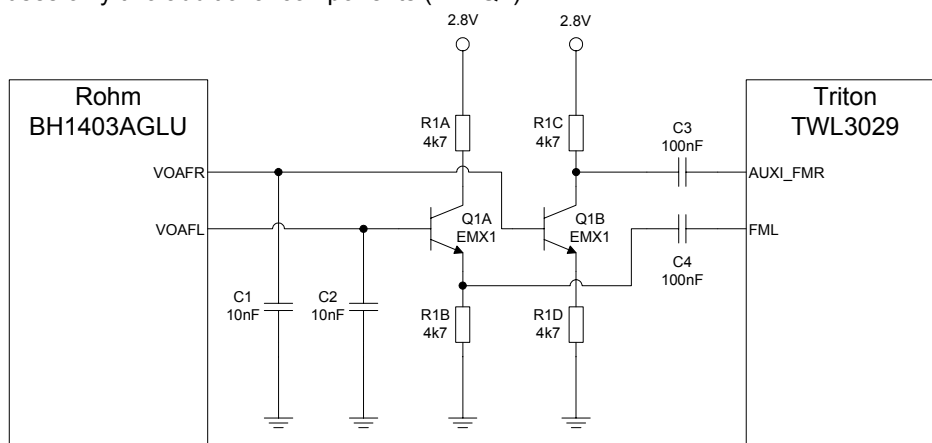 2.8V 2.8V
Rohm
BH1403AGLU
Triton
TWL3029
R1A
4k7
R1C
4k7
C3
100nF
VOAFR
AUXI_FMR
VOAFL
Q1A
EMX1
Q1B
EMX1
FML
C4
100nF
C1
10nF
C2
10nF
R1B
4k7
R1D
4k7